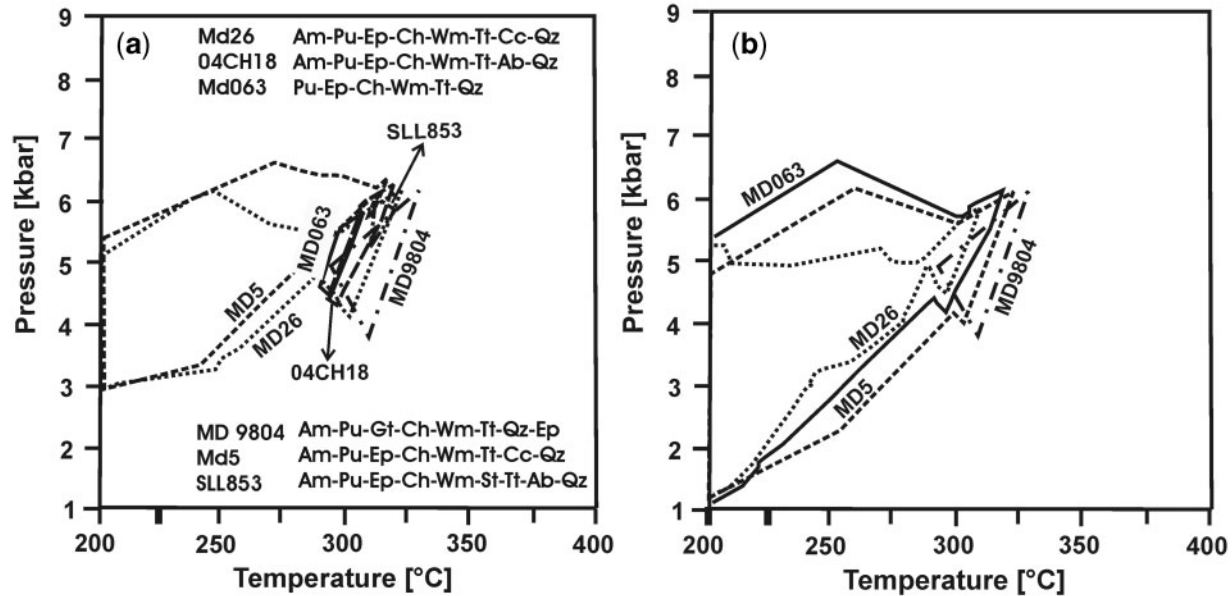 (a)
Md26 Am-Pu-Ep-Ch-Wm-Tt-Cc-Qz
04CH18 Am-Pu-Ep-Ch-Wm-Tt-Ab-Qz
Md063 Pu-Ep-Ch-Wm-Tt-Qz
SLL853
MD063
MD9804
MD5
MD26
04CH18
MD 9804 Am-Pu-Gt-Ch-Wm-Tt-Qz-Ep
Md5 Am-Pu-Ep-Ch-Wm-Tt-Cc-Qz
SLL853 Am-Pu-Ep-Ch-Wm-St-Tt-Ab-Qz
9
8
7
6
5
4
3
2
1
Pressure [kbar]
200 250 300 350 400
Temperature [°C]
(b)
MD063
MD26
MD5
MD9804
9
8
7
6
5
4
3
2
1
Pressure [kbar]
200 250 300 350 400
Temperature [°C]